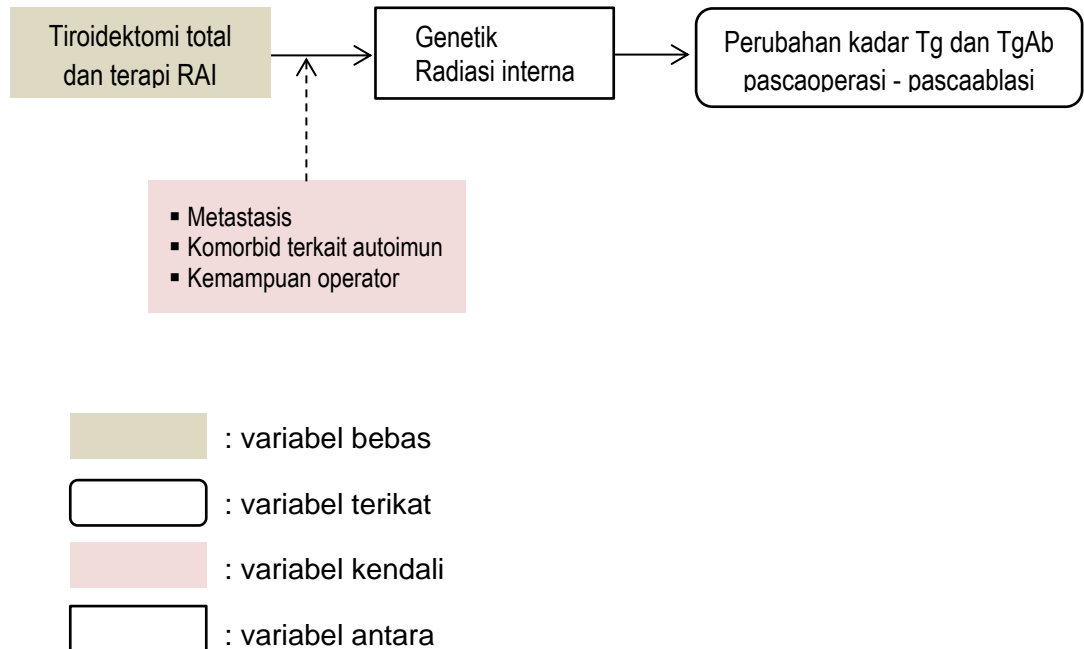 Tiroidektomi total
dan terapi RAI
Genetik
Radiasi interna
Perubahan kadar Tg dan TgAb
pascaoperasi - pascaablasi
▪ Metastasis
▪ Komorbid terkait autoimun
▪ Kemampuan operator
: variabel bebas
: variabel terikat
: variabel kendali
: variabel antara